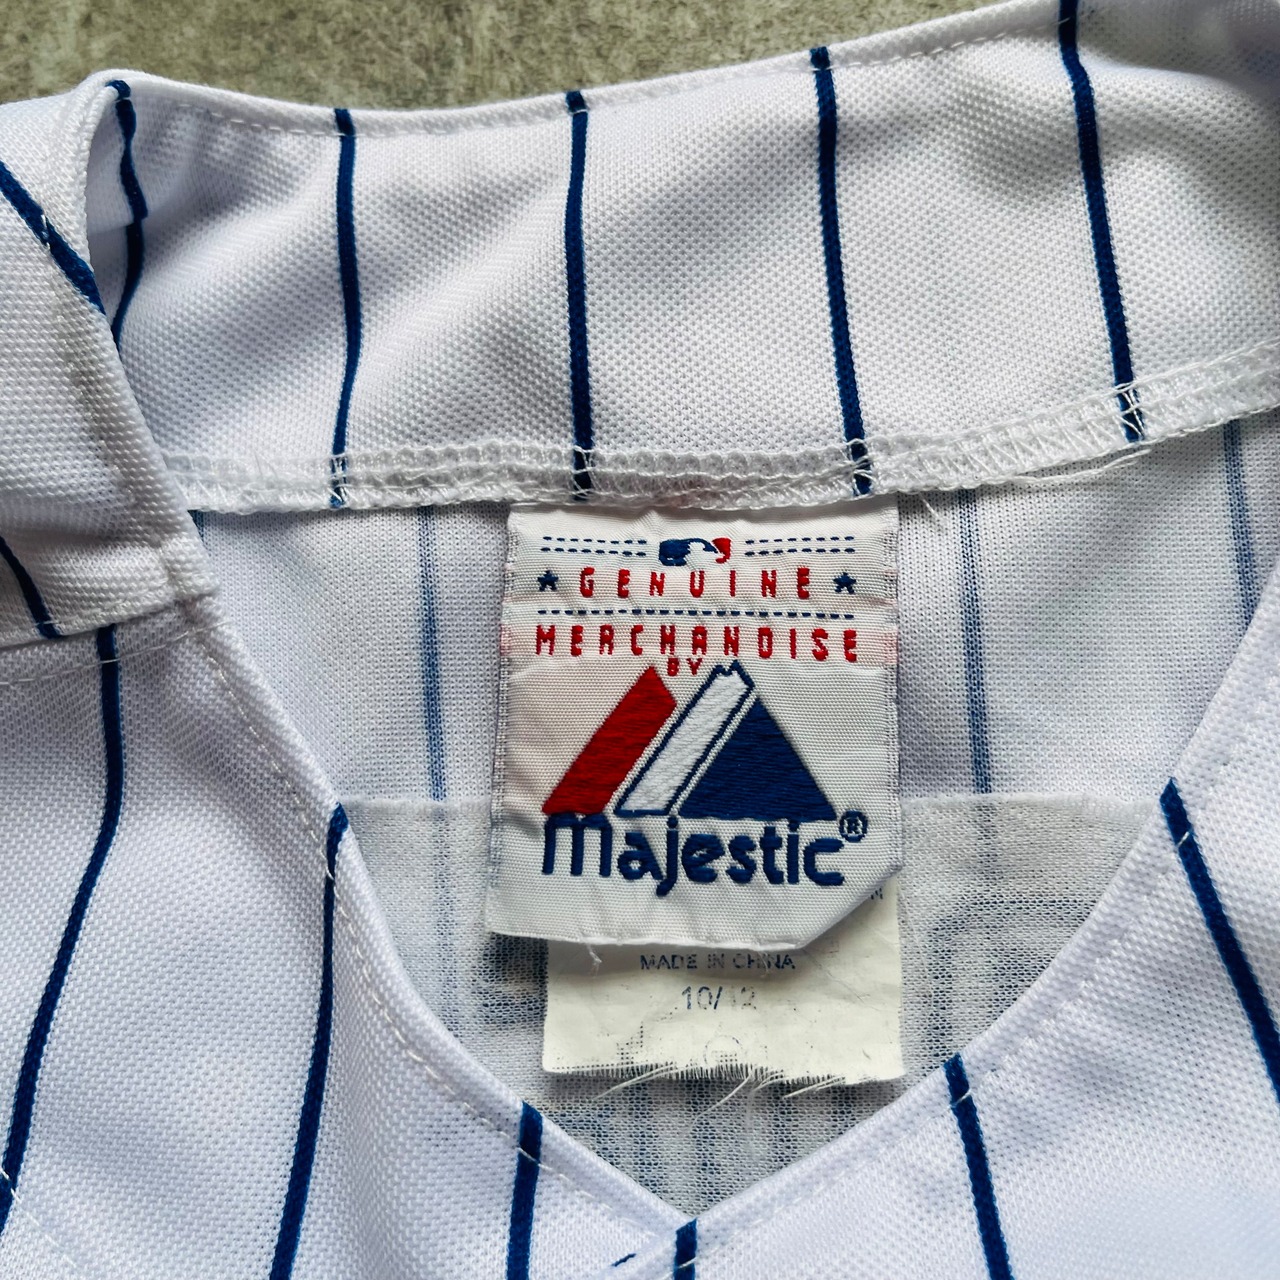 GENUINE
MERCHANDISE
BY
Majestic®
MADE IN CHINA
10/12